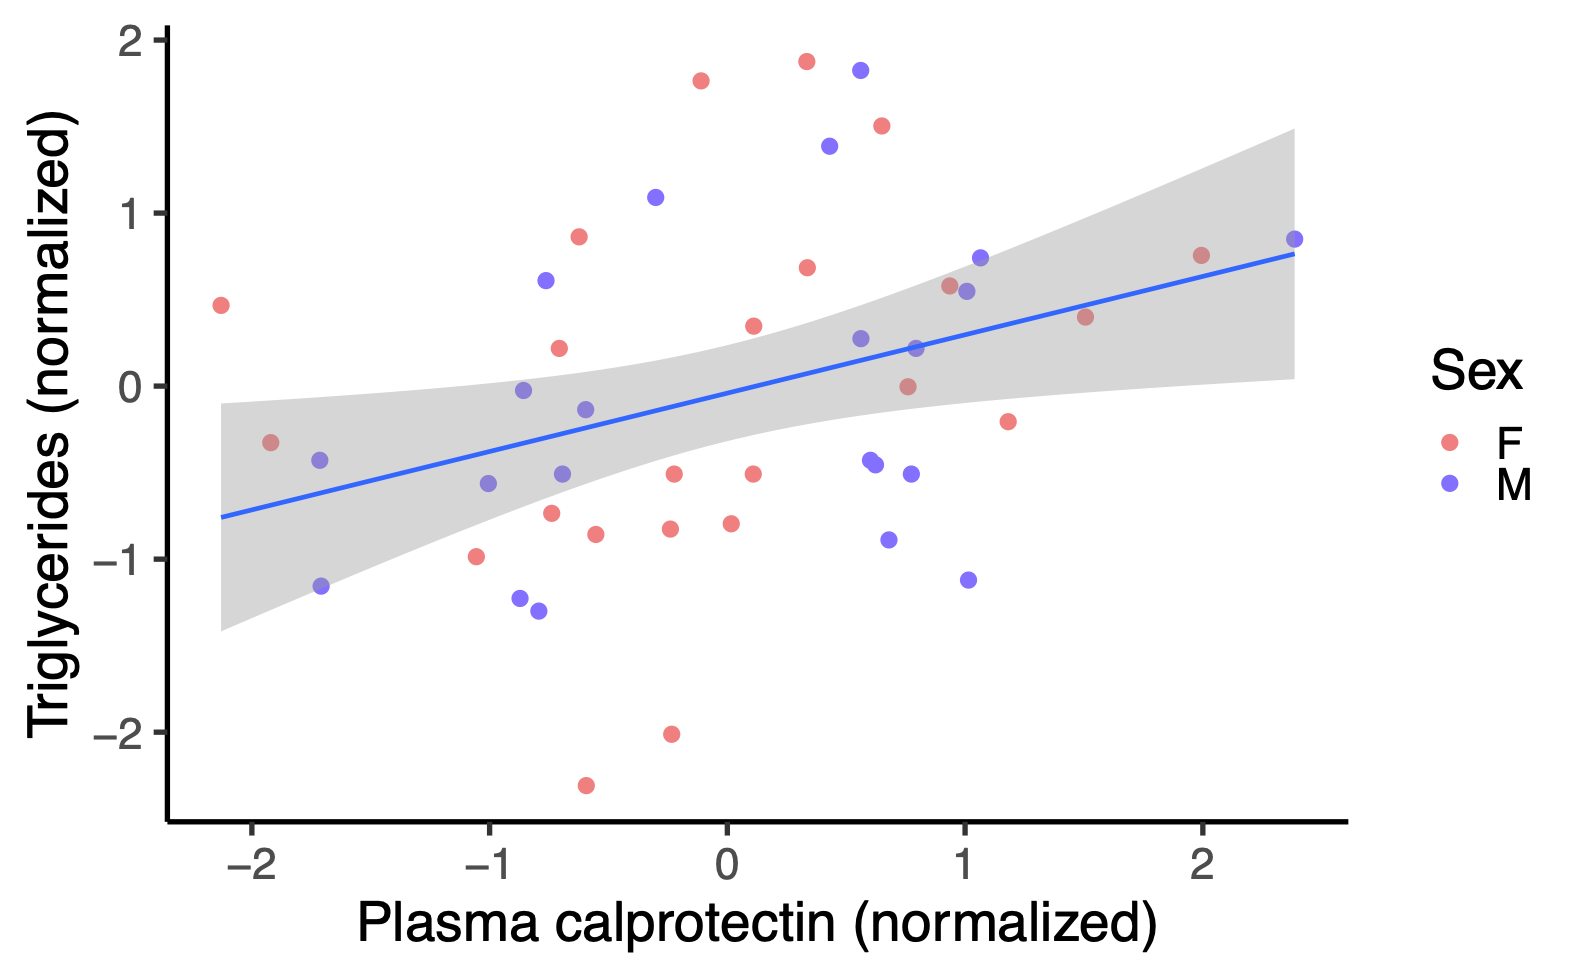 Triglycerides (normalized)
2
1
0
−1
−2
−2 −1 0 1 2
Plasma calprotectin (normalized)
Sex
F
M